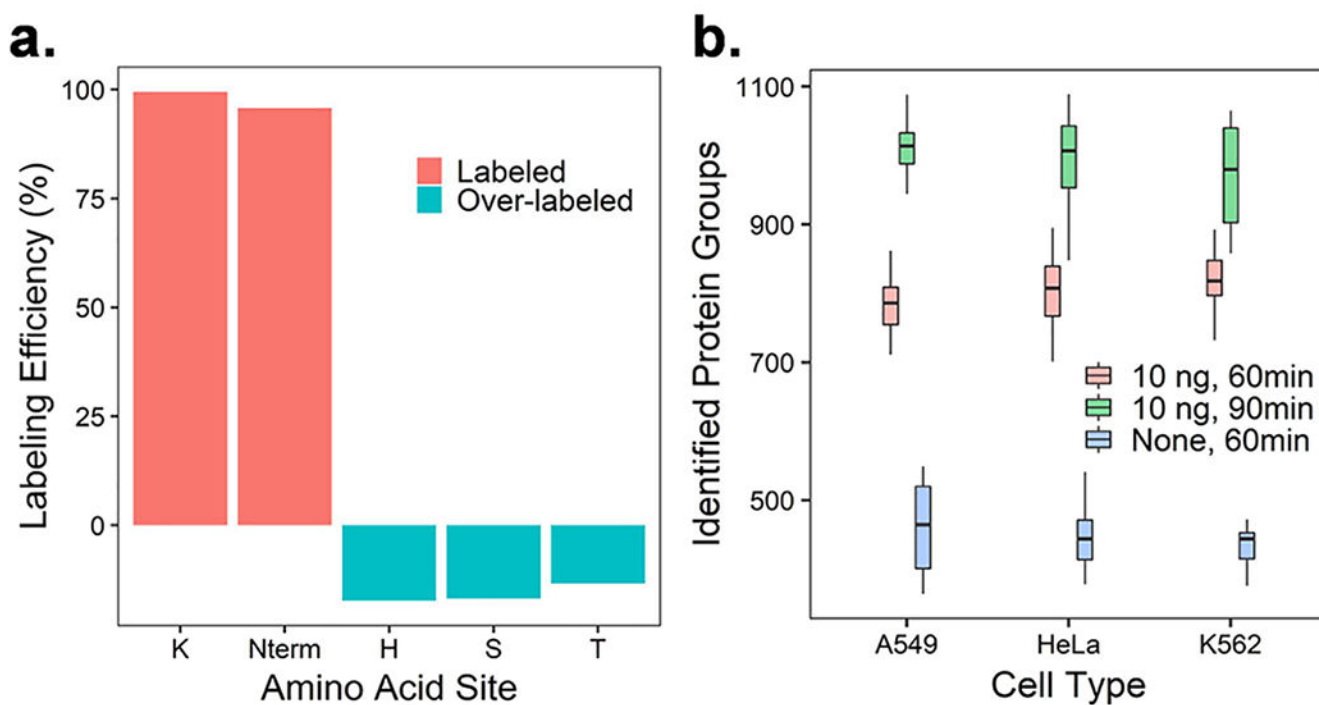 a.
Labeling Efficiency (%)
100
75
50
25
0
Labeled
Over-labeled
K Nterm H S T
Amino Acid Site
b.
Identified Protein Groups
1100
900
700
500
10 ng, 60min
10 ng, 90min
None, 60min
A549 HeLa K562
Cell Type